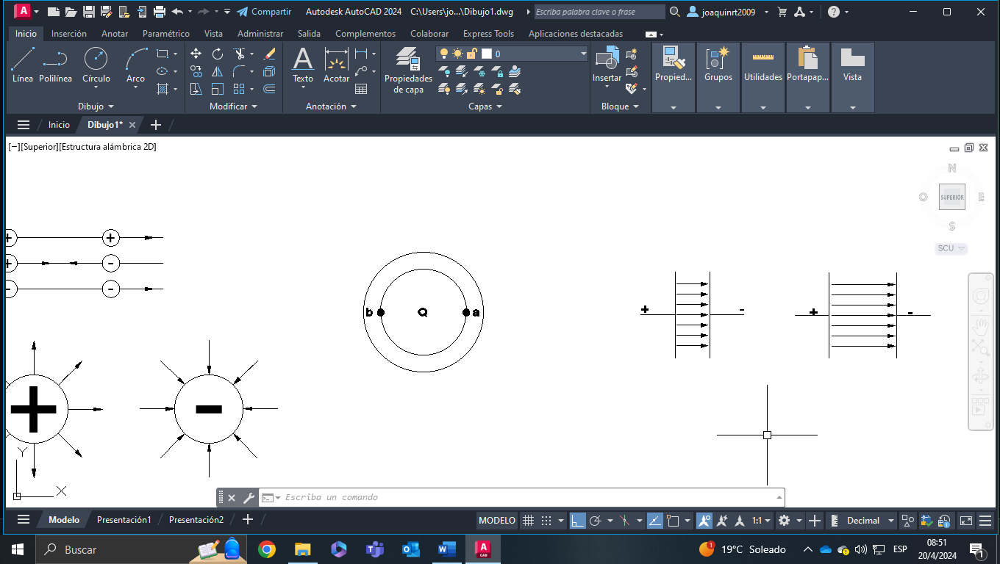 A CAD Compartir Autodesk AutoCAD 2024 C:\Users\jo...\Dibujo1.dwg Escriba palabra clave o frase joaquinrt2009 ?
Inicio Inserción Anotar Paramétrico Vista Administrar Salida Complementos Colaborar Express Tools Aplicaciones destacadas
0
Línea Polilínea Círculo Arco A Texto Acotar Propiedades de capa Insertar Propied... Grupos Utilidades Portapap... Vista
Dibujo Modificar Anotación Capas Bloque
Inicio Dibujo1* +
[−][Superior][Estructura alámbrica 2D]
N
O SUPERIOR E
S
SCU
+ +
+ -
- -
b Q a
+ - + -
+ -
Y
X
Escriba un comando
Modelo Presentación1 Presentación2 + MODELO 1:1 Decimal
Buscar 1 19°C Soleado ESP 08:51
20/4/2024 1